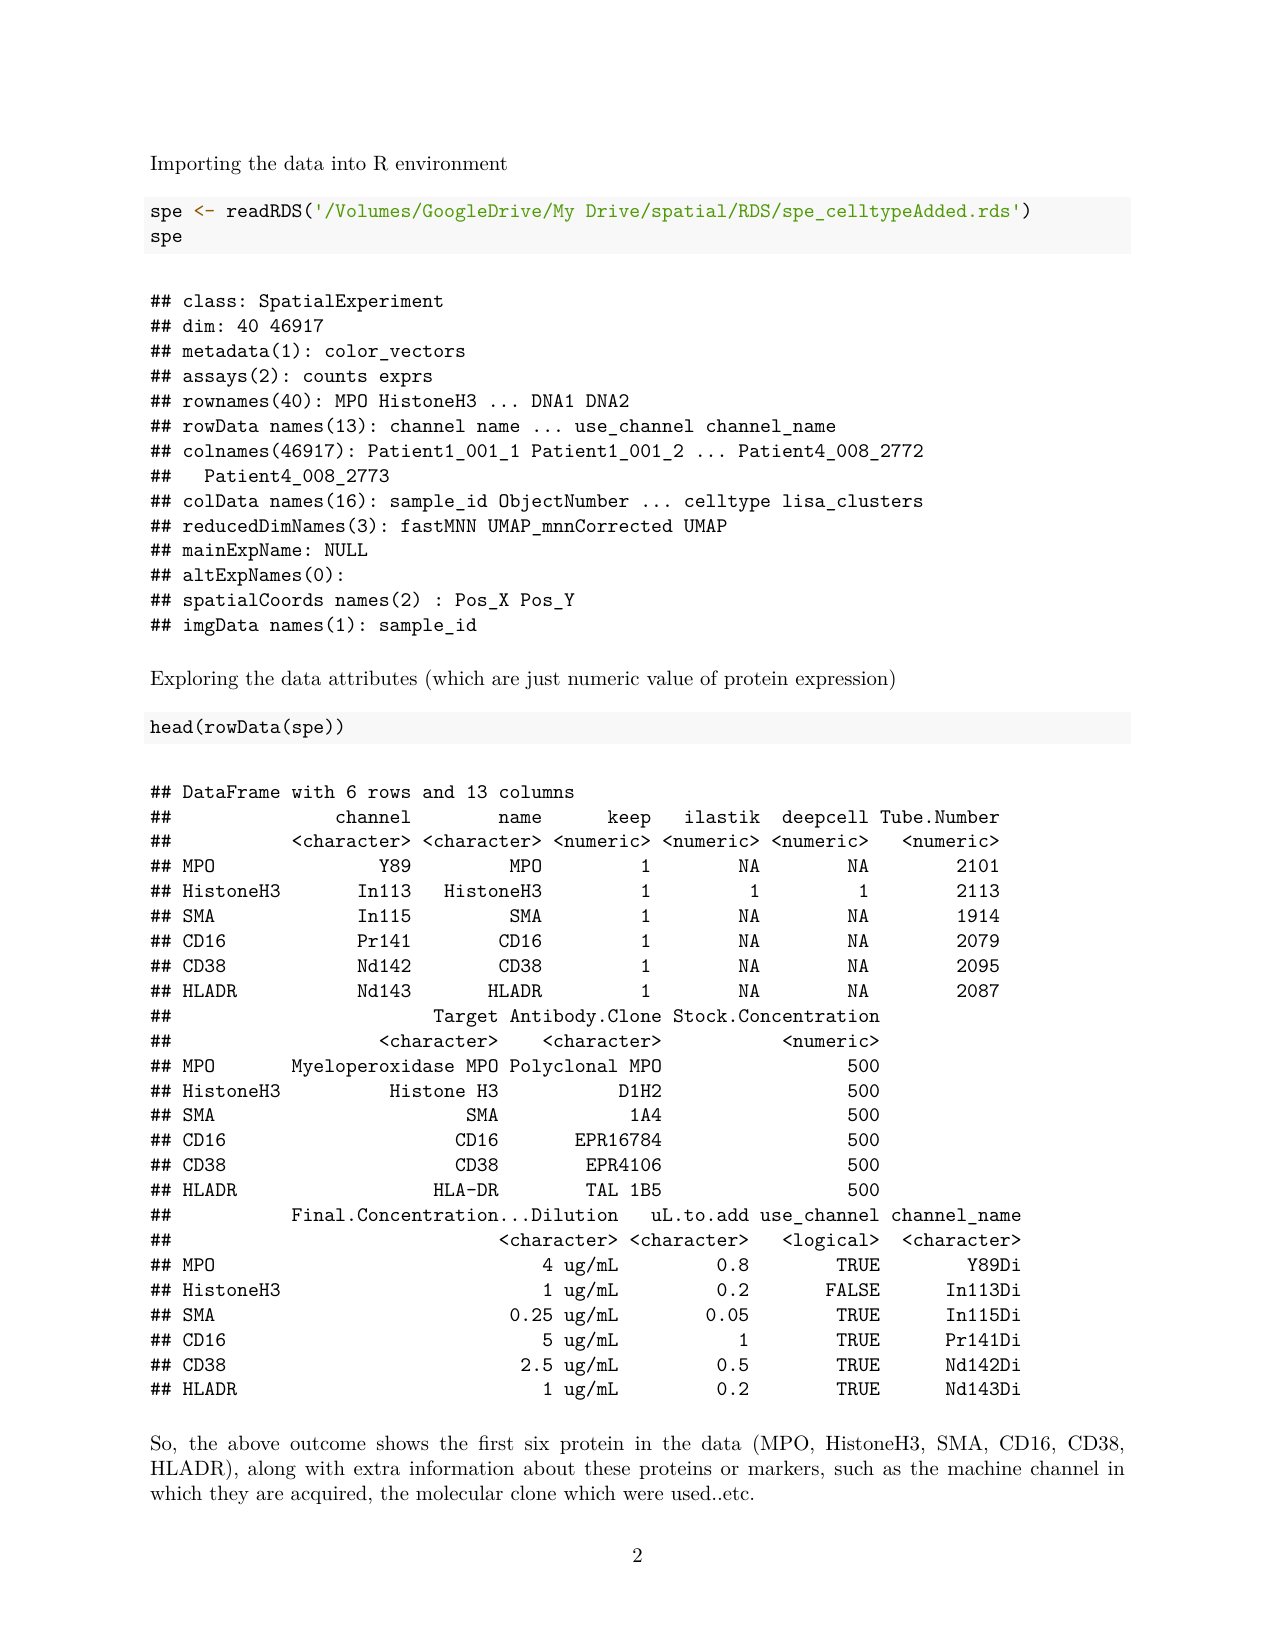 Importing the data into R environment
spe <- readRDS('/Volumes/GoogleDrive/My Drive/spatial/RDS/spe_celltypeAdded.rds')
spe
## class: SpatialExperiment
## dim: 40 46917
## metadata(1): color_vectors
## assays(2): counts exprs
## rownames(40): MPO HistoneH3 ... DNA1 DNA2
## rowData names(13): channel name ... use_channel channel_name
## colnames(46917): Patient1_001_1 Patient1_001_2 ... Patient4_008_2772
##   Patient4_008_2773
## colData names(16): sample_id ObjectNumber ... celltype lisa_clusters
## reducedDimNames(3): fastMNN UMAP_mnnCorrected UMAP
## mainExpName: NULL
## altExpNames(0):
## spatialCoords names(2) : Pos_X Pos_Y
## imgData names(1): sample_id
Exploring the data attributes (which are just numeric value of protein expression)
head(rowData(spe))
## DataFrame with 6 rows and 13 columns
##               channel        name      keep   ilastik  deepcell Tube.Number
##           <character> <character> <numeric> <numeric> <numeric>   <numeric>
## MPO               Y89         MPO         1        NA        NA        2101
## HistoneH3       In113   HistoneH3         1         1         1        2113
## SMA             In115         SMA         1        NA        NA        1914
## CD16            Pr141        CD16         1        NA        NA        2079
## CD38            Nd142        CD38         1        NA        NA        2095
## HLADR           Nd143       HLADR         1        NA        NA        2087
##                        Target Antibody.Clone Stock.Concentration
##                   <character>    <character>           <numeric>
## MPO       Myeloperoxidase MPO Polyclonal MPO                 500
## HistoneH3          Histone H3           D1H2                 500
## SMA                       SMA            1A4                 500
## CD16                     CD16       EPR16784                 500
## CD38                     CD38        EPR4106                 500
## HLADR                  HLA-DR        TAL 1B5                 500
##           Final.Concentration...Dilution   uL.to.add use_channel channel_name
##                              <character> <character>   <logical>  <character>
## MPO                              4 ug/mL         0.8        TRUE        Y89Di
## HistoneH3                        1 ug/mL         0.2       FALSE      In113Di
## SMA                           0.25 ug/mL        0.05        TRUE      In115Di
## CD16                             5 ug/mL           1        TRUE      Pr141Di
## CD38                           2.5 ug/mL         0.5        TRUE      Nd142Di
## HLADR                            1 ug/mL         0.2        TRUE      Nd143Di
So, the above outcome shows the first six protein in the data (MPO, HistoneH3, SMA, CD16, CD38,
HLADR), along with extra information about these proteins or markers, such as the machine channel in
which they are acquired, the molecular clone which were used..etc.
2